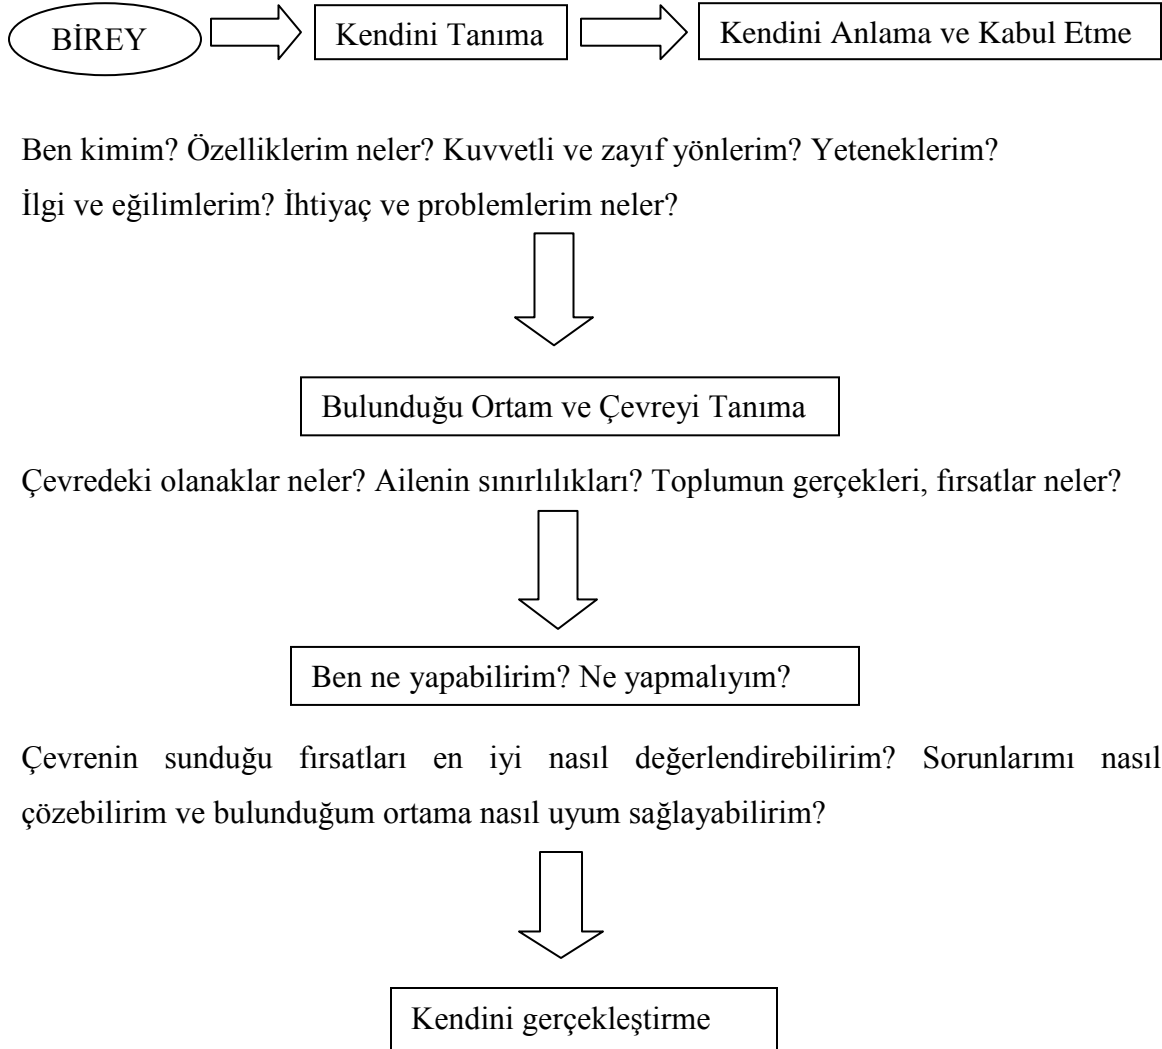 BİREY Kendini Tanıma Kendini Anlama ve Kabul Etme
Ben kimim? Özelliklerim neler? Kuvvetli ve zayıf yönlerim? Yeteneklerim?
İlgi ve eğilimlerim? İhtiyaç ve problemlerim neler?
Bulunduğu Ortam ve Çevreyi Tanıma
Çevredeki olanaklar neler? Ailenin sınırlılıkları? Toplumun gerçekleri, fırsatlar neler?
Ben ne yapabilirim? Ne yapmalıyım?
Çevrenin sunduğu fırsatları en iyi nasıl değerlendirebilirim? Sorunlarımı nasıl
çözebilirim ve bulunduğum ortama nasıl uyum sağlayabilirim?
Kendini gerçekleştirme